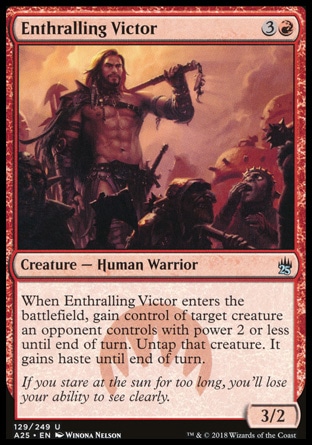 Enthralling Victor 3
Creature — Human Warrior
25
When Enthralling Victor enters the
battlefield, gain control of target creature
an opponent controls with power 2 or less
until end of turn. Untap that creature. It
gains haste until end of turn.
If you stare at the sun for too long, you'll lose
your ability to see clearly.
3/2
129/249 U
A25 • EN Winona Nelson ™ & © 2018 Wizards of the Coast